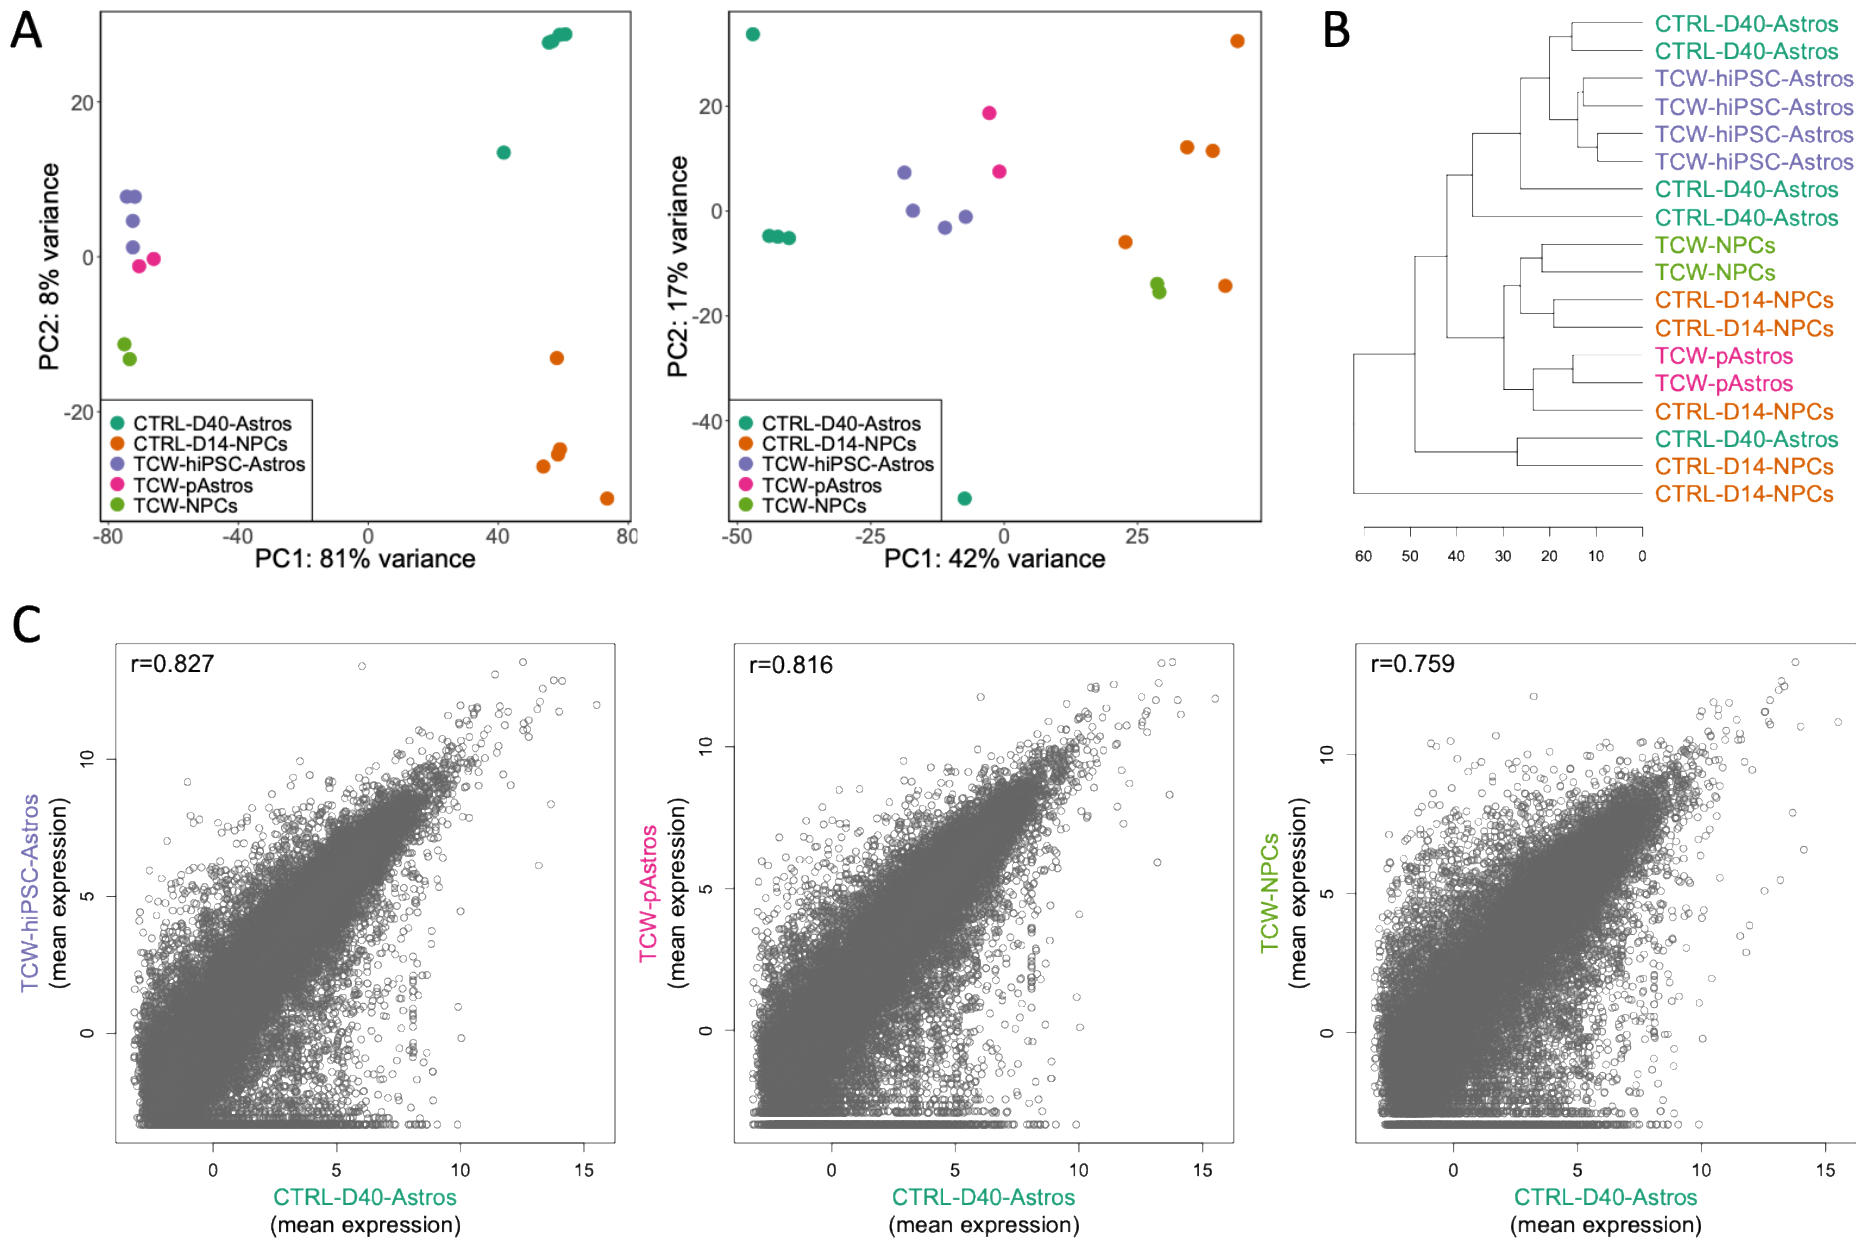 A
PC2: 8% variance
20
0
-20
CTRL-D40-Astros
CTRL-D14-NPCs
TCW-hiPSC-Astros
TCW-pAstros
TCW-NPCs
-80
-40
0
40
80
PC1: 81% variance
PC2: 17% variance
20
0
-20
-40
CTRL-D40-Astros
CTRL-D14-NPCs
TCW-hiPSC-Astros
TCW-pAstros
TCW-NPCs
-50
-25
0
25
PC1: 42% variance
B
CTRL-D40-Astros
CTRL-D40-Astros
TCW-hiPSC-Astros
TCW-hiPSC-Astros
TCW-hiPSC-Astros
TCW-hiPSC-Astros
CTRL-D40-Astros
CTRL-D40-Astros
TCW-NPCs
TCW-NPCs
CTRL-D14-NPCs
CTRL-D14-NPCs
TCW-pAstros
TCW-pAstros
CTRL-D14-NPCs
CTRL-D40-Astros
CTRL-D14-NPCs
CTRL-D14-NPCs
60
50
40
30
20
10
0
C
r=0.827
TCW-hiPSC-Astros
(mean expression)
10
5
0
0
5
10
15
CTRL-D40-Astros
(mean expression)
r=0.816
TCW-pAstros
(mean expression)
10
5
0
0
5
10
15
CTRL-D40-Astros
(mean expression)
r=0.759
TCW-NPCs
(mean expression)
10
5
0
0
5
10
15
CTRL-D40-Astros
(mean expression)